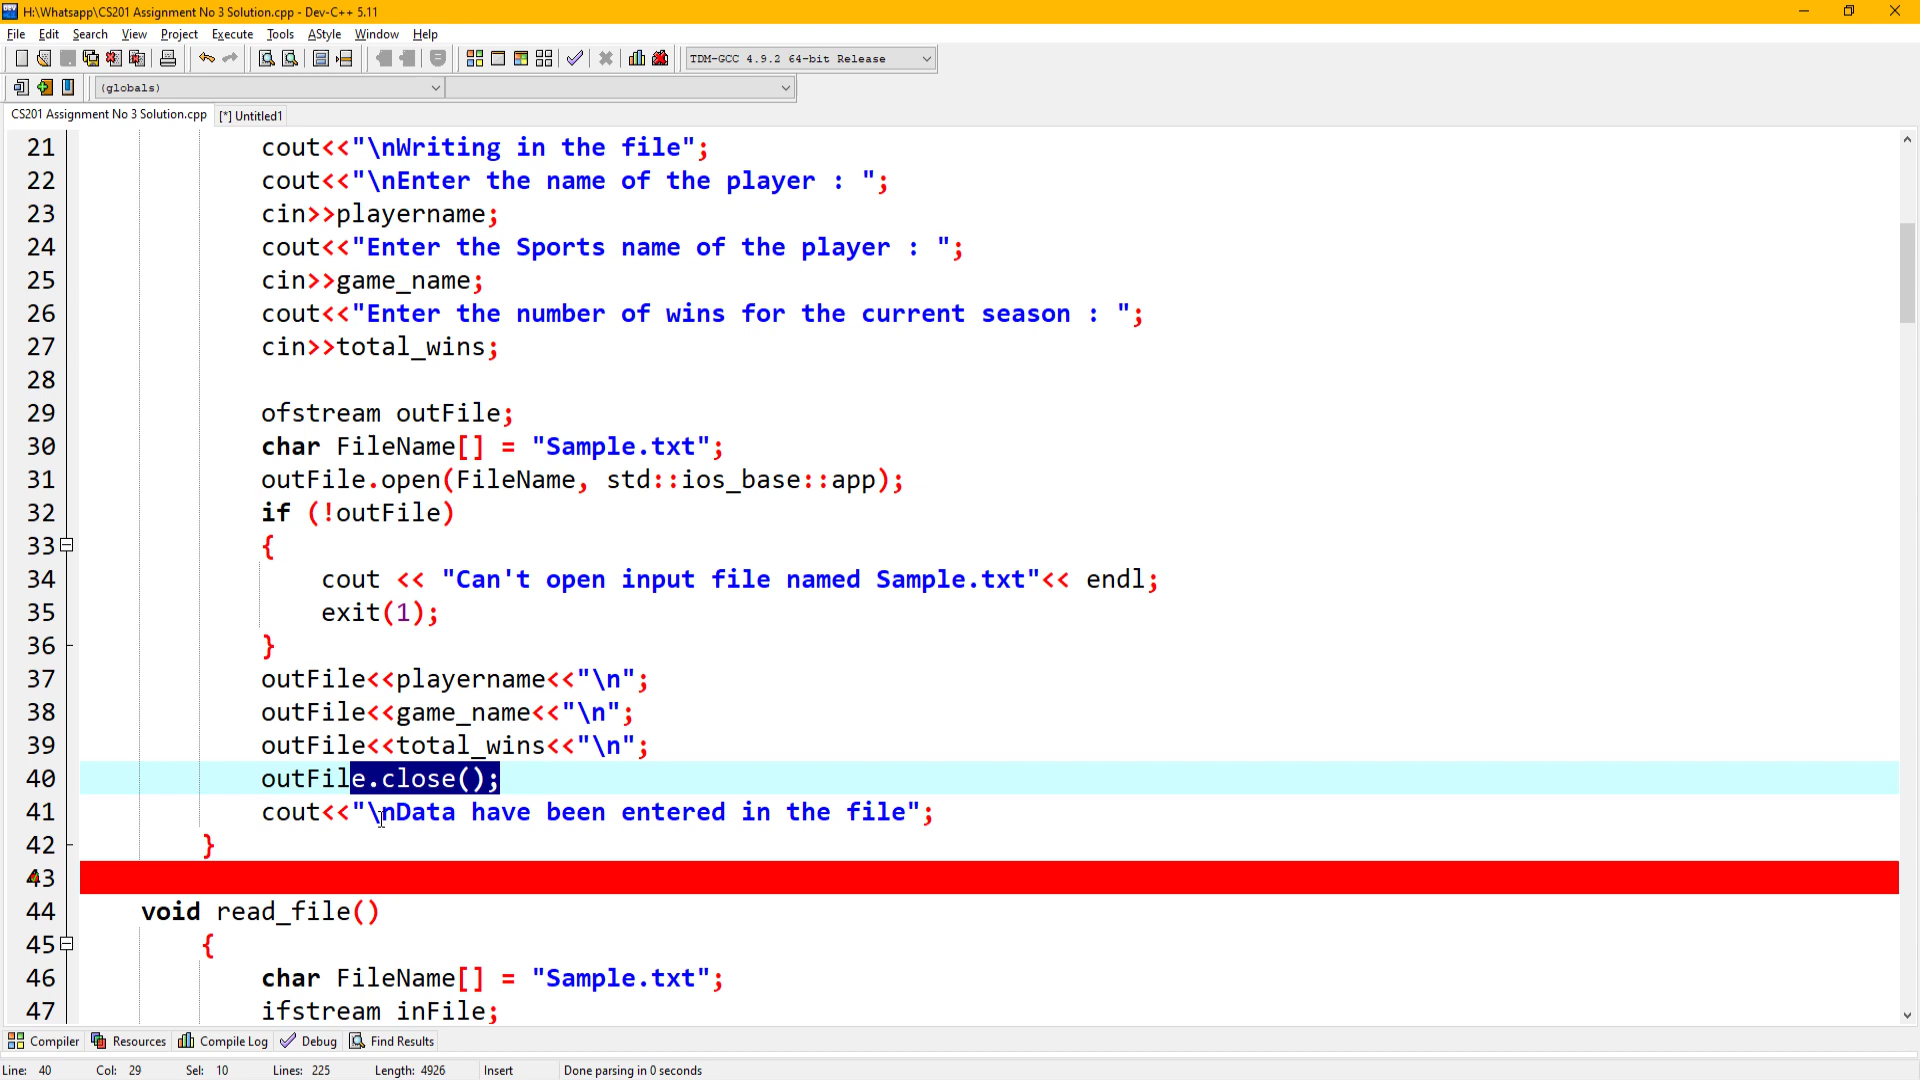 H:\Whatsapp\CS201 Assignment No 3 Solution.cpp - Dev-C++ 5.11
File Edit Search View Project Execute Tools AStyle Window Help
TDM-GCC 4.9.2 64-bit Release
(globals)
CS201 Assignment No 3 Solution.cpp [*] Untitled1
21 cout<<"\nWriting in the file";
22 cout<<"\nEnter the name of the player : ";
23 cin>>playername;
24 cout<<"Enter the Sports name of the player : ";
25 cin>>game_name;
26 cout<<"Enter the number of wins for the current season : ";
27 cin>>total_wins;
28
29 ofstream outFile;
30 char FileName[] = "Sample.txt";
31 outFile.open(FileName, std::ios_base::app);
32 if (!outFile)
33 {
34 cout << "Can't open input file named Sample.txt"<< endl;
35 exit(1);
36 }
37 outFile<<playername<<"\n";
38 outFile<<game_name<<"\n";
39 outFile<<total_wins<<"\n";
40 outFile.close();
41 cout<<"\nData have been entered in the file";
42 }
43
44 void read_file()
45 {
46 char FileName[] = "Sample.txt";
47 ifstream inFile;
Compiler Resources Compile Log Debug Find Results
Line: 40 Col: 29 Sel: 10 Lines: 225 Length: 4926 Insert Done parsing in 0 seconds